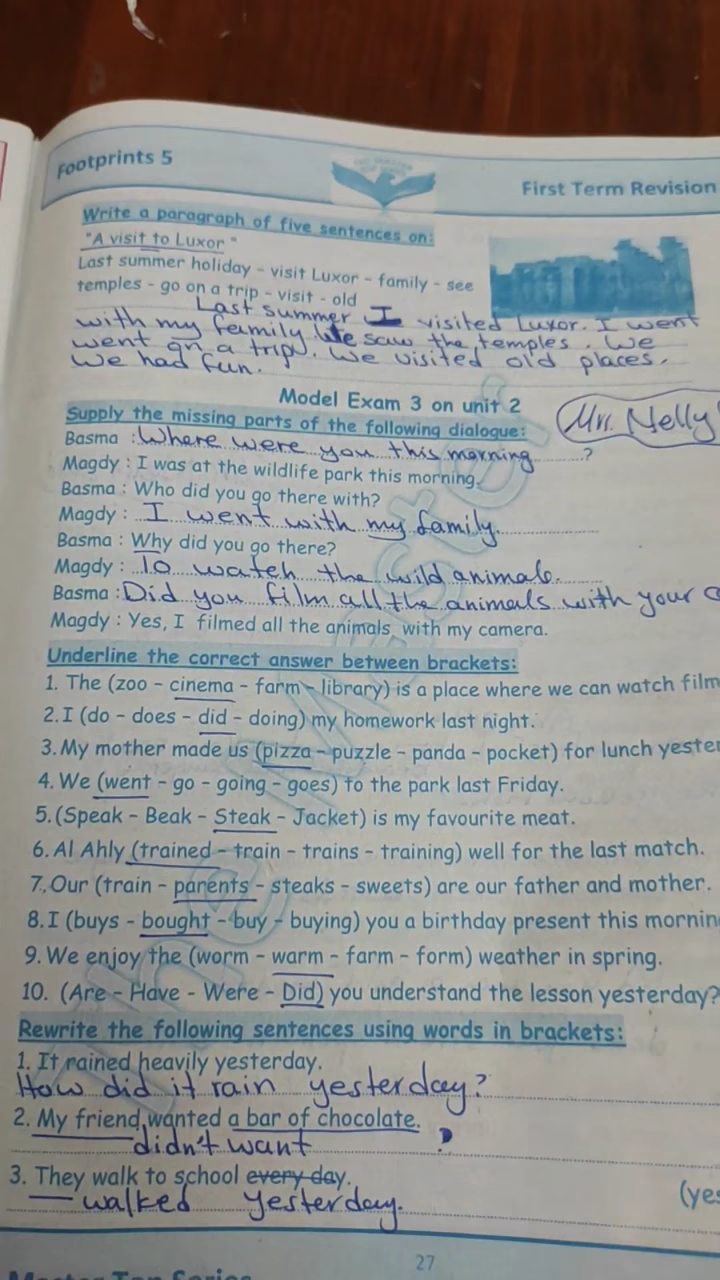 Footprints 5
First Term Revision
Write a paragraph of five sentences on:
"A visit to Luxor"
Last summer holiday - visit Luxor - family - see
temples - go on a trip - visit - old
Last summer I visited Luxor. I went
with my family We saw the temples. We
went on a trip. We visited old places.
We had fun.
Model Exam 3 on unit 2
Supply the missing parts of the following dialogue:
Mr. Nelly
Basma : Where were you this morning ?
Magdy : I was at the wildlife park this morning.
Basma : Who did you go there with?
Magdy : I went with my family.
Basma : Why did you go there?
Magdy : To watch the wild animals.
Basma : Did you film all the animals with your
Magdy : Yes, I filmed all the animals with my camera.
Underline the correct answer between brackets:
1. The (zoo - cinema - farm - library) is a place where we can watch film
2. I (do - does - did - doing) my homework last night.
3. My mother made us (pizza - puzzle - panda - pocket) for lunch yester
4. We (went - go - going - goes) to the park last Friday.
5. (Speak - Beak - Steak - Jacket) is my favourite meat.
6. Al Ahly (trained - train - trains - training) well for the last match.
7. Our (train - parents - steaks - sweets) are our father and mother.
8. I (buys - bought - buy - buying) you a birthday present this mornin
9. We enjoy the (worm - warm - farm - form) weather in spring.
10. (Are - Have - Were - Did) you understand the lesson yesterday?
Rewrite the following sentences using words in brackets:
1. It rained heavily yesterday.
How did it rain yesterday?
2. My friend wanted a bar of chocolate.
didn't want ?
3. They walk to school every day.
(yes
walked yesterday.
27
The Master